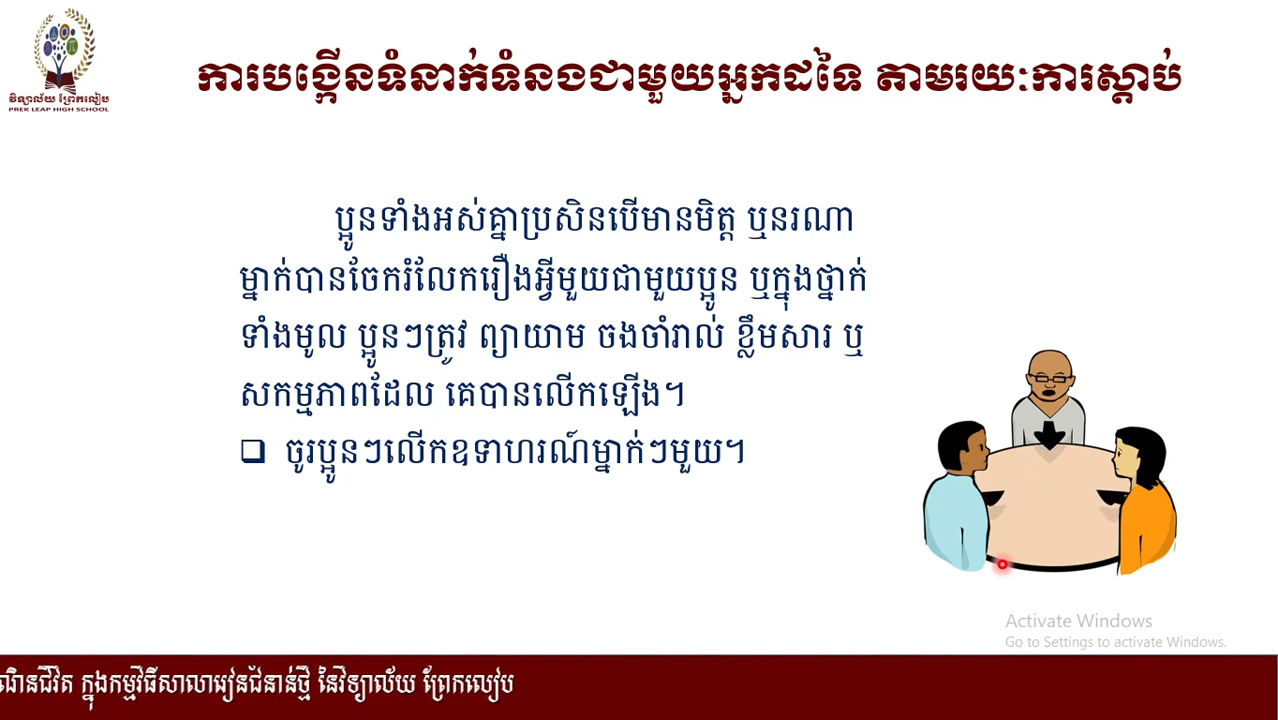 វិទ្យាល័យ ព្រែកលៀប
PREK LEAP HIGH SCHOOL
ការបង្កើនទំនាក់ទំនងជាមួយអ្នកដទៃ តាមរយៈការស្តាប់
ប្អូនទាំងអស់គ្នាប្រសិនបើមានមិត្ត ឬនរណា
ម្នាក់បានចែករំលែករឿងអ្វីមួយជាមួយប្អូន ឬក្នុងថ្នាក់
ទាំងមូល ប្អូនៗត្រូវ ព្យាយាម ចងចាំរាល់ ខ្លឹមសារ ឬ
សកម្មភាពដែល គេបានលើកឡើង។
❑ ចូរប្អូនៗលើកឧទាហរណ៍ម្នាក់ៗមួយ។
Activate Windows
Go to Settings to activate Windows.
ក្នុងកម្មវិធីសាលារៀនជំនាន់ថ្មី នៃវិទ្យាល័យ ព្រែកលៀប